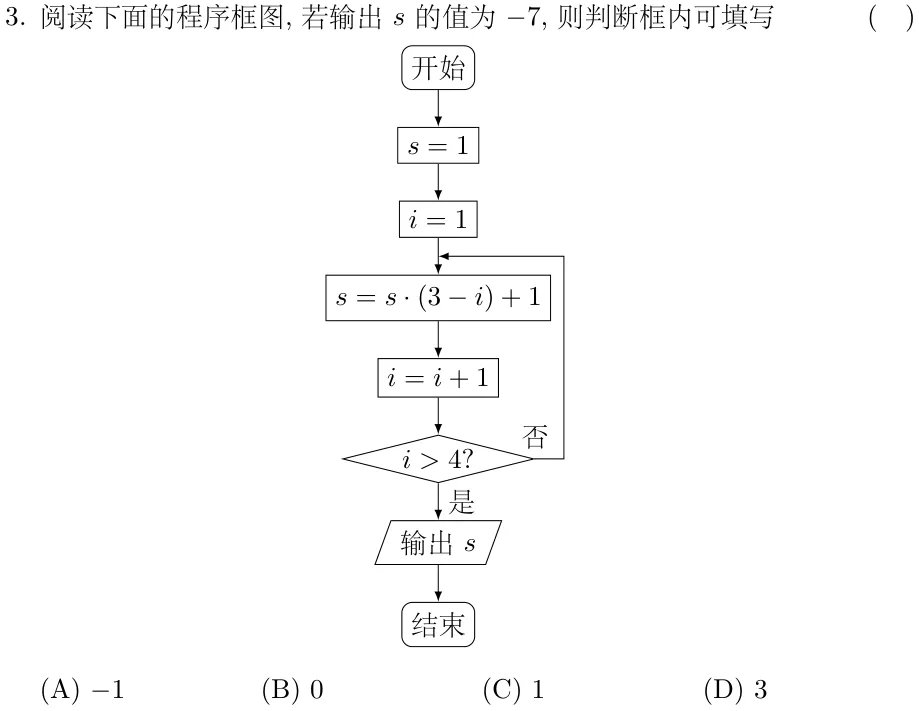 3. 阅读下面的程序框图, 若输出 s 的值为 −7, 则判断框内可填写 ( )
开始
s = 1
i = 1
s = s · (3 − i) + 1
i = i + 1
否
i > 4?
是
输出 s
结束
(A) −1 (B) 0 (C) 1 (D) 3